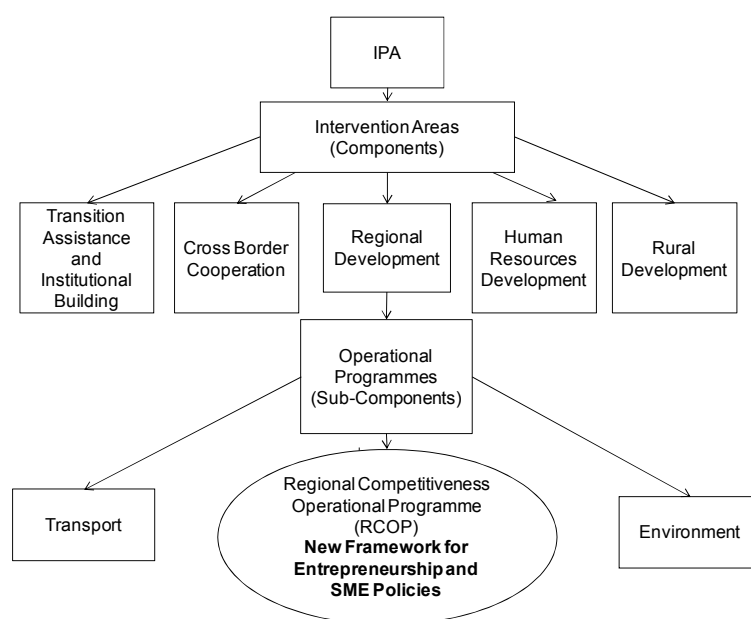 IPA
Intervention Areas
(Components)
Transition
Assistance
and
Institutional
Building
Cross Border
Cooperation
Regional
Development
Human
Resources
Development
Rural
Development
Operational
Programmes
(Sub-Components)
Transport
Regional Competitiveness
Operational Programme
(RCOP)
New Framework for
Entrepreneurship and
SME Policies
Environment